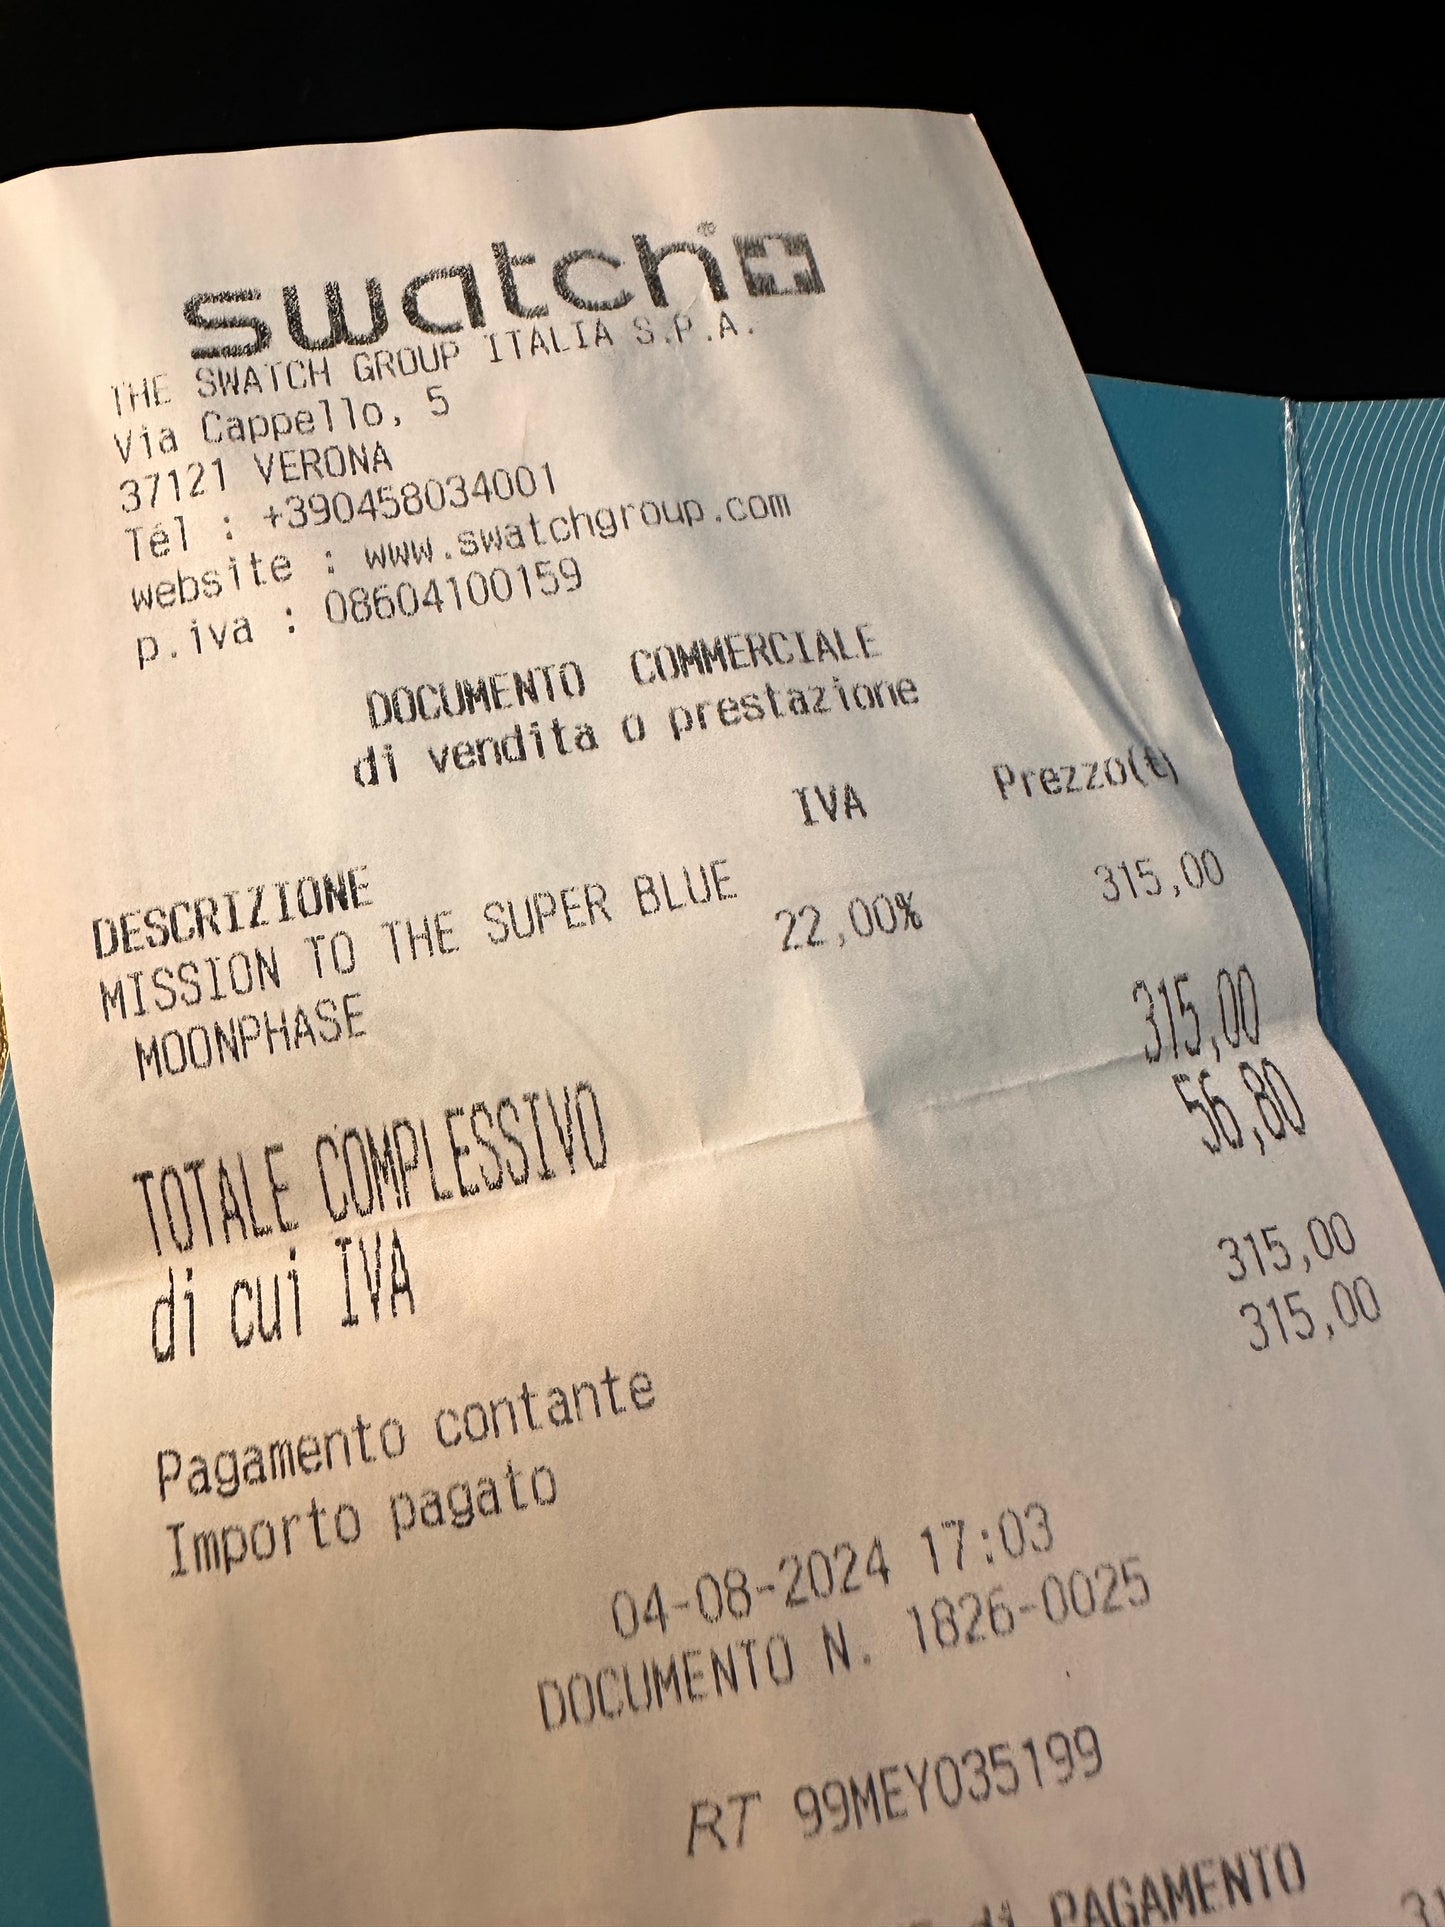 swatch®
THE SWATCH GROUP ITALIA S.P.A.
Via Cappello, 5
37121 VERONA
Tel : +390458034001
website : www.swatchgroup.com
p.iva : 08604100159
DOCUMENTO COMMERCIALE
di vendita o prestazione
DESCRIZIONE IVA Prezzo(€)
MISSION TO THE SUPER BLUE 22,00% 315,00
MOONPHASE
TOTALE COMPLESSIVO 315,00
di cui IVA 56,80
Pagamento contante 315,00
Importo pagato 315,00
04-08-2024 17:03
DOCUMENTO N. 1826-0025
RT 99MEY035199
di PAGAMENTO